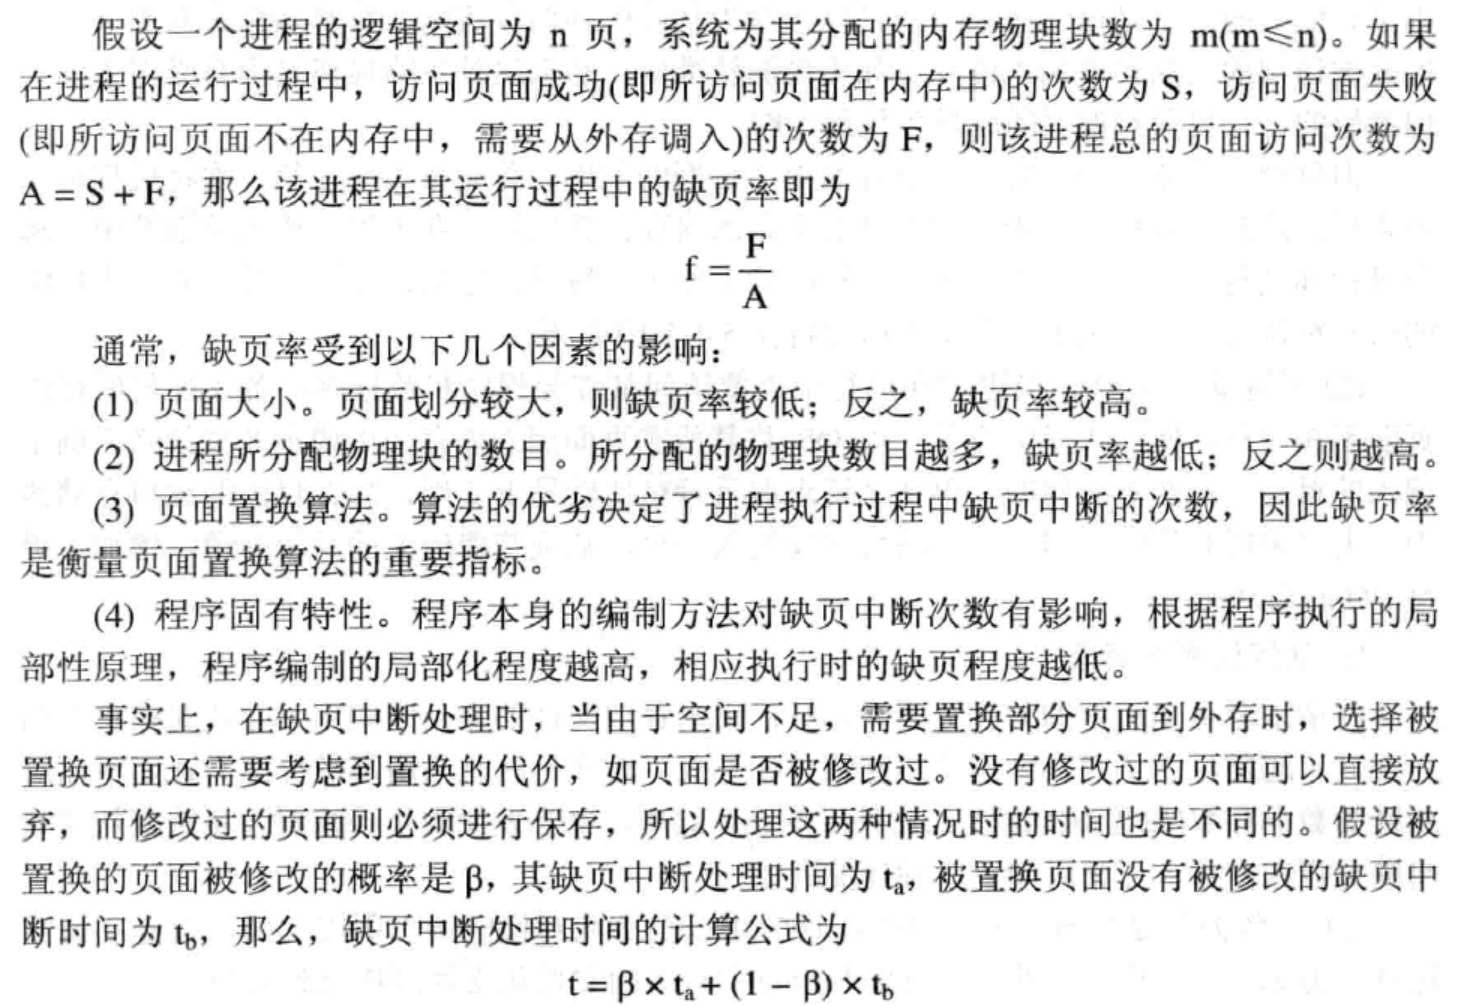 假设一个进程的逻辑空间为 n 页，系统为其分配的内存物理块数为 m(m≤n)。如果
在进程的运行过程中，访问页面成功(即所访问页面在内存中)的次数为 S，访问页面失败
(即所访问页面不在内存中，需要从外存调入)的次数为 F，则该进程总的页面访问次数为
A = S + F，那么该进程在其运行过程中的缺页率即为
f = F/A
通常，缺页率受到以下几个因素的影响：
(1) 页面大小。页面划分较大，则缺页率较低；反之，缺页率较高。
(2) 进程所分配物理块的数目。所分配的物理块数目越多，缺页率越低；反之则越高。
(3) 页面置换算法。算法的优劣决定了进程执行过程中缺页中断的次数，因此缺页率
是衡量页面置换算法的重要指标。
(4) 程序固有特性。程序本身的编制方法对缺页中断次数有影响，根据程序执行的局
部性原理，程序编制的局部化程度越高，相应执行时的缺页程度越低。
事实上，在缺页中断处理时，当由于空间不足，需要置换部分页面到外存时，选择被
置换页面还需要考虑到置换的代价，如页面是否被修改过。没有修改过的页面可以直接放
弃，而修改过的页面则必须进行保存，所以处理这两种情况时的时间也是不同的。假设被
置换的页面被修改的概率是 β，其缺页中断处理时间为 tₐ，被置换页面没有被修改的缺页中
断时间为 t_b，那么，缺页中断处理时间的计算公式为
t = β × tₐ + (1 − β) × t_b